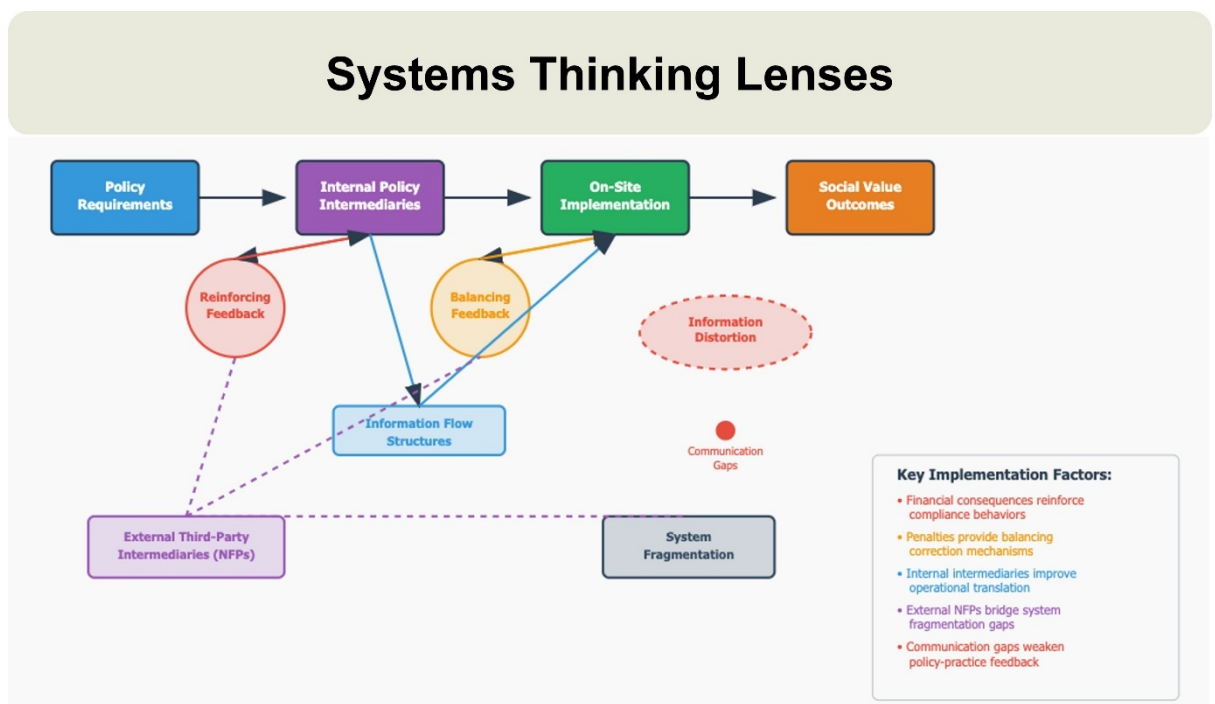 Systems Thinking Lenses
Policy
Requirements
Internal Policy
Intermediaries
On-Site
Implementation
Social Value
Outcomes
Reinforcing
Feedback
Balancing
Feedback
Information
Distortion
Information Flow
Structures
Communication
Gaps
External Third-Party
Intermediaries (NFPs)
System
Fragmentation
Key Implementation Factors:
• Financial consequences reinforce
compliance behaviors
• Penalties provide balancing
correction mechanisms
• Internal intermediaries improve
operational translation
• External NFPs bridge system
fragmentation gaps
• Communication gaps weaken
policy-practice feedback